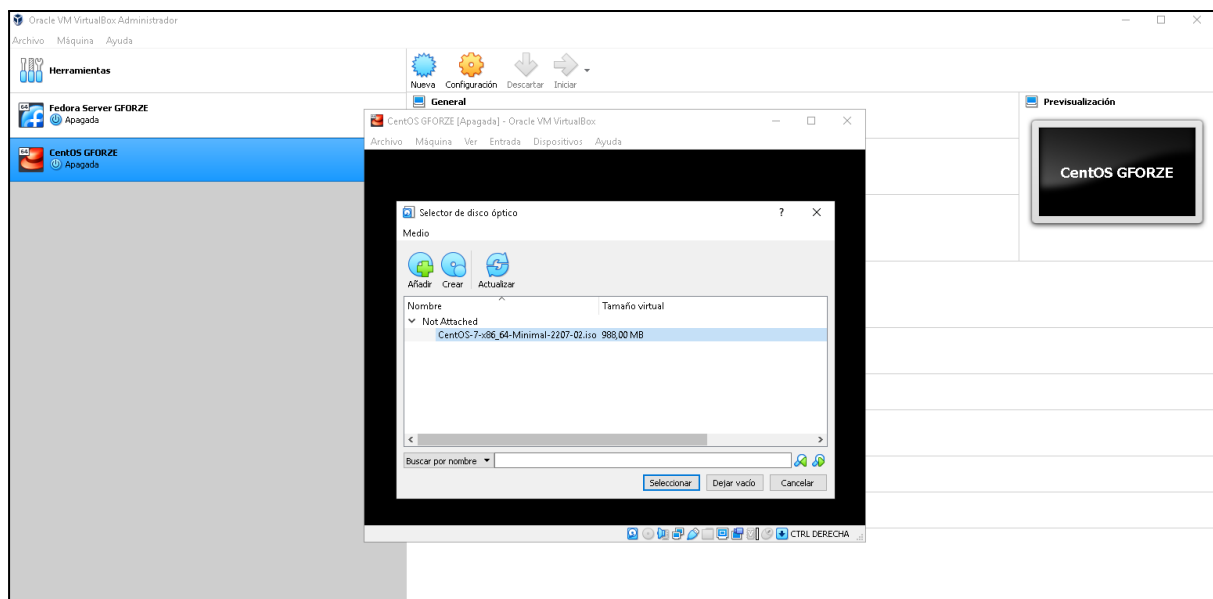 Oracle VM VirtualBox Administrador
Archivo Máquina Ayuda
Herramientas
Nueva Configuración Descartar Iniciar
64 Fedora Server GFORZE
Apagada
64 CentOS GFORZE
Apagada
General
Previsualización
CentOS GFORZE
CentOS GFORZE [Apagada] - Oracle VM VirtualBox
Archivo Máquina Ver Entrada Dispositivos Ayuda
Selector de disco óptico ?
Medio
Añadir Crear Actualizar
Nombre Tamaño virtual
Not Attached
CentOS-7-x86_64-Minimal-2207-02.iso 988,00 MB
Buscar por nombre
Seleccionar Dejar vacío Cancelar
CTRL DERECHA